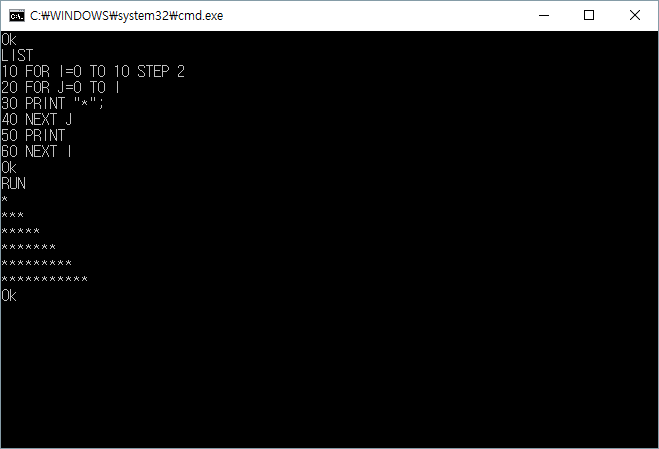 C:₩WINDOWS₩system32₩cmd.exe
Ok
LIST
10 FOR I=0 TO 10 STEP 2
20 FOR J=0 TO I
30 PRINT "*";
40 NEXT J
50 PRINT
60 NEXT I
Ok
RUN
*
***
*****
*******
*********
***********
Ok